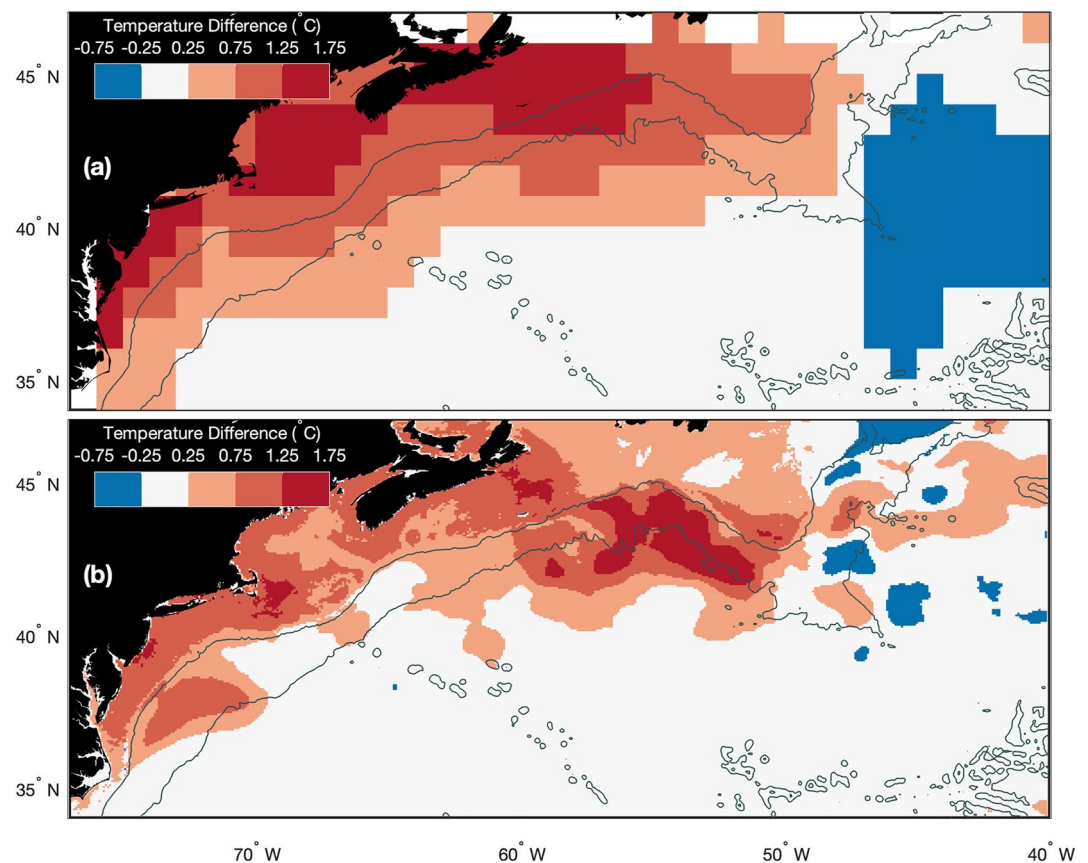 Temperature Difference (°C)
-0.75 -0.25 0.25 0.75 1.25 1.75
45° N
(a)
40° N
35° N
Temperature Difference (°C)
-0.75 -0.25 0.25 0.75 1.25 1.75
45° N
(b)
40° N
35° N
70° W 60° W 50° W 40° W